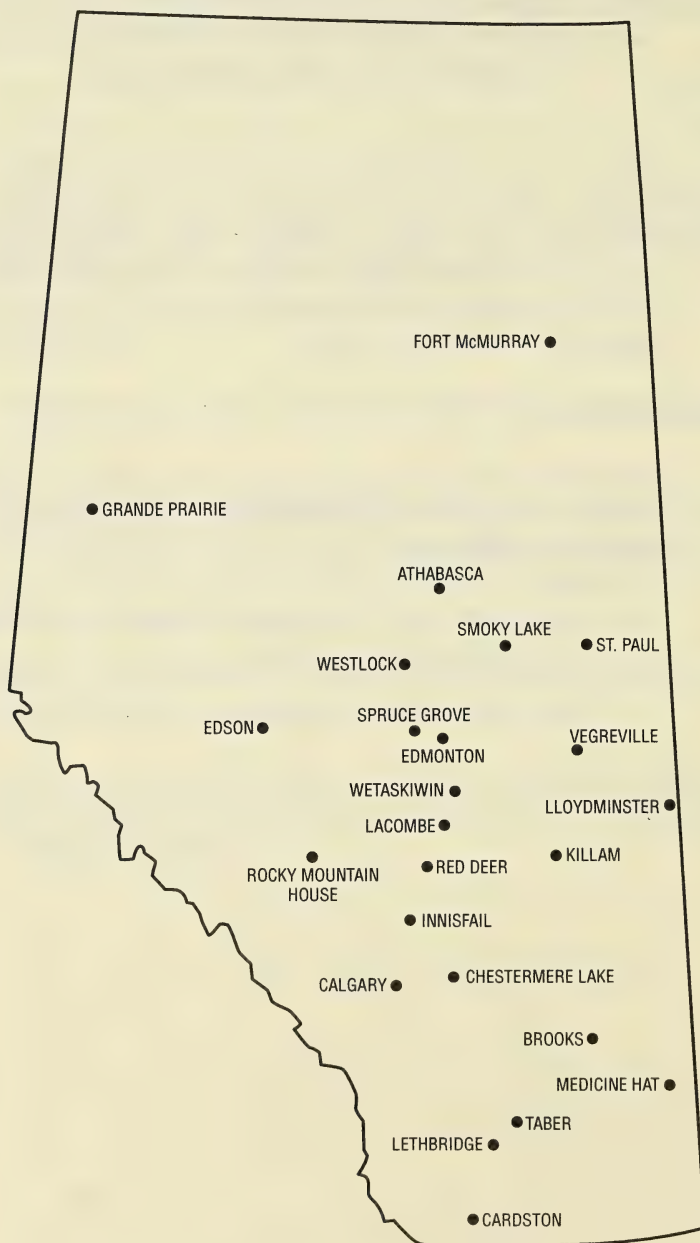 FORT McMURRAY
GRANDE PRAIRIE
ATHABASCA
SMOKY LAKE
ST. PAUL
WESTLOCK
EDSON
SPRUCE GROVE
EDMONTON
VEGREVILLE
WETASKIWIN
LLOYDMINSTER
LACOMBE
ROCKY MOUNTAIN
HOUSE
RED DEER
KILLAM
INNISFAIL
CALGARY
CHESTERMERE LAKE
BROOKS
MEDICINE HAT
TABER
LETHBRIDGE
CARDSTON